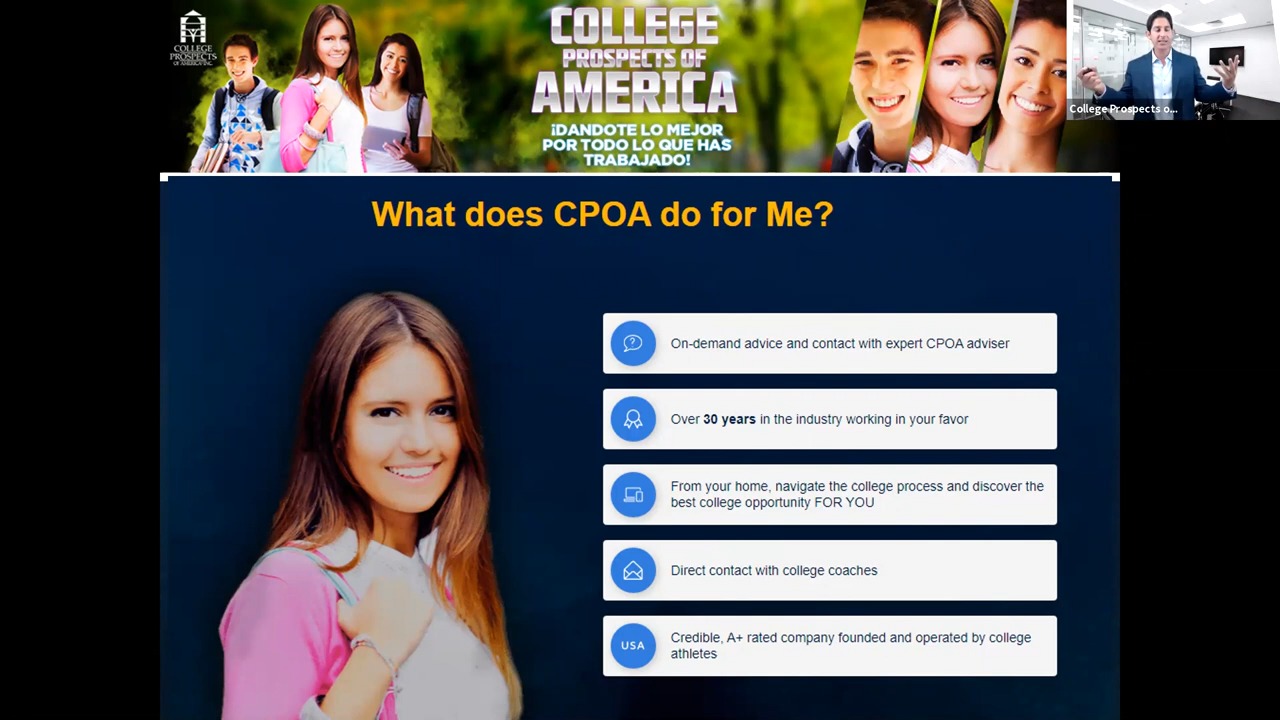 COLLEGE
PROSPECTS
OF AMERICA INC.
COLLEGE
PROSPECTS OF
AMERICA
¡DANDOTE LO MEJOR
POR TODO LO QUE HAS
TRABAJADO!
College Prospects o...
What does CPOA do for Me?
On-demand advice and contact with expert CPOA adviser
Over 30 years in the industry working in your favor
From your home, navigate the college process and discover the
best college opportunity FOR YOU
Direct contact with college coaches
USA
Credible, A+ rated company founded and operated by college
athletes